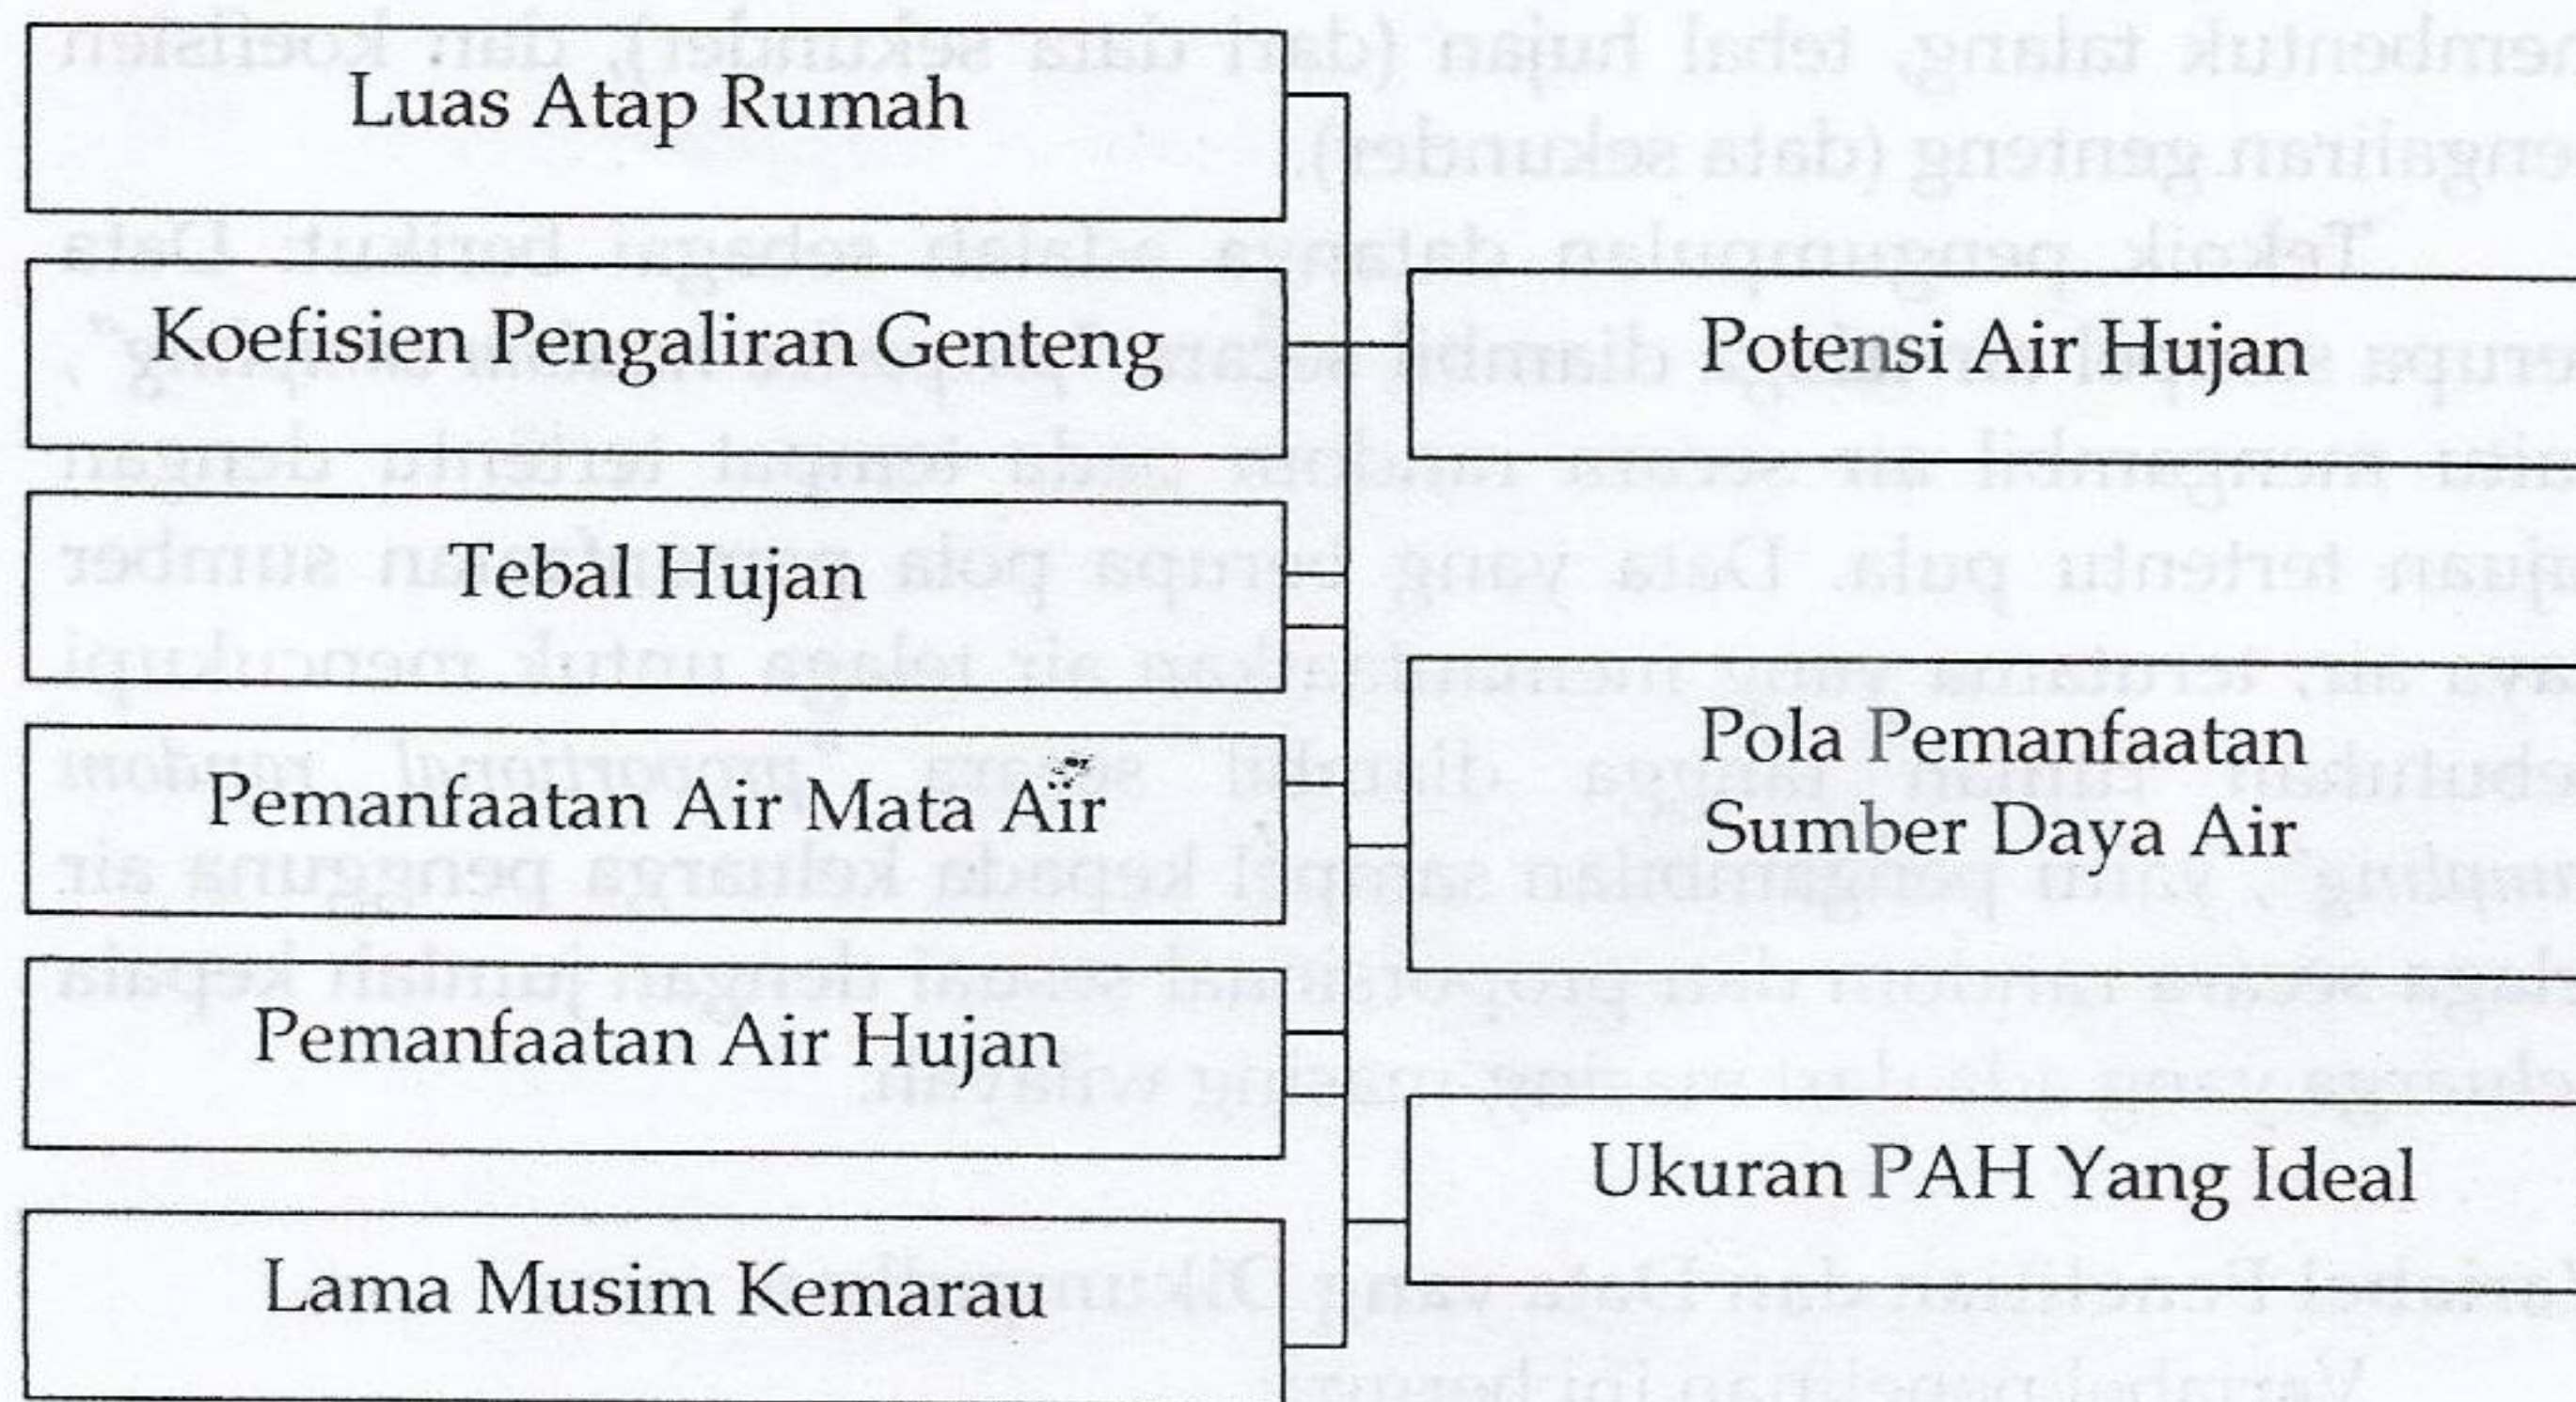 Luas Atap Rumah
Koefisien Pengaliran Genteng
Potensi Air Hujan
Tebal Hujan
Pemanfaatan Air Mata Air
Pola Pemanfaatan
Sumber Daya Air
Pemanfaatan Air Hujan
Ukuran PAH Yang Ideal
Lama Musim Kemarau